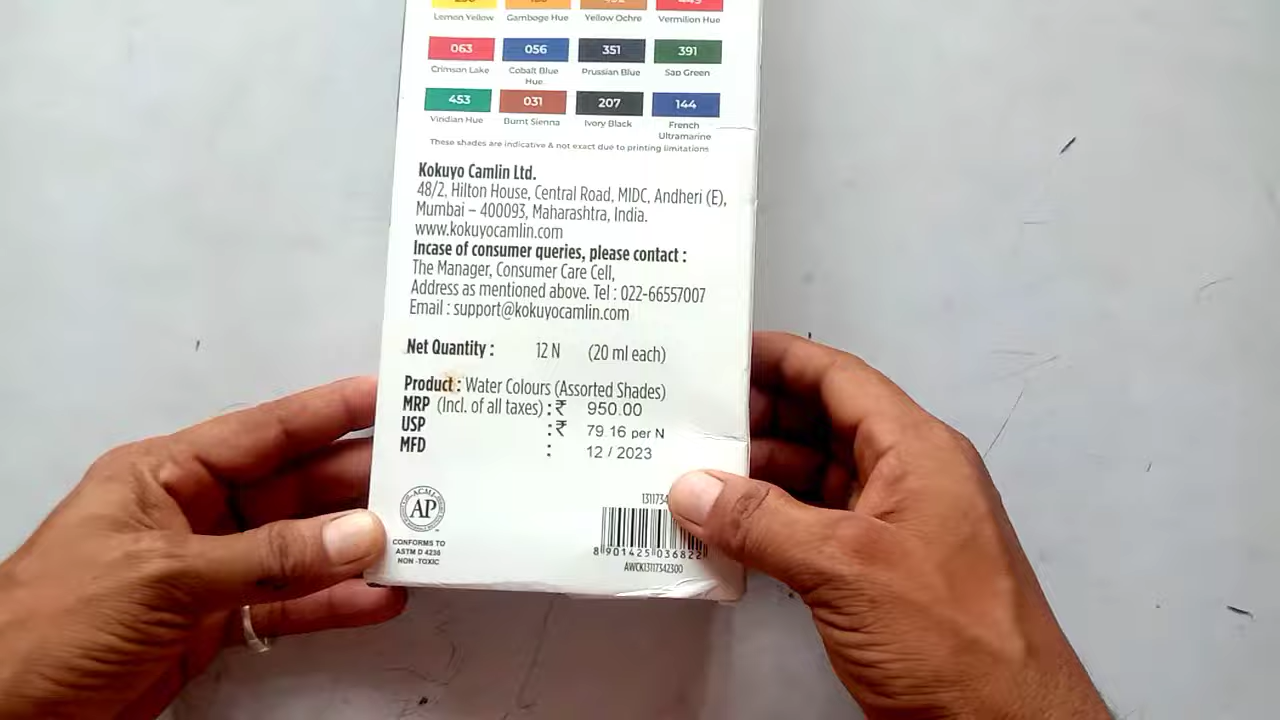 Lemon Yellow Gamboge Hue Yellow Ochre Vermilion Hue
063 056 351 391
Crimson Lake Cobalt Blue Hue Prussian Blue Sap Green
453 031 207 144
Viridian Hue Burnt Sienna Ivory Black French Ultramarine
These shades are indicative & not exact due to printing limitations
Kokuyo Camlin Ltd.
48/2, Hilton House, Central Road, MIDC, Andheri (E),
Mumbai – 400093, Maharashtra, India.
www.kokuyocamlin.com
Incase of consumer queries, please contact :
The Manager, Consumer Care Cell,
Address as mentioned above. Tel : 022-66557007
Email : support@kokuyocamlin.com
Net Quantity : 12 N (20 ml each)
Product : Water Colours (Assorted Shades)
MRP (Incl. of all taxes) : ₹ 950.00
USP : ₹ 79.16 per N
MFD : 12 / 2023
ACMI
AP
CONFORMS TO
ASTM D 4236
NON -TOXIC
8 901425 036822
AWCK13117342300